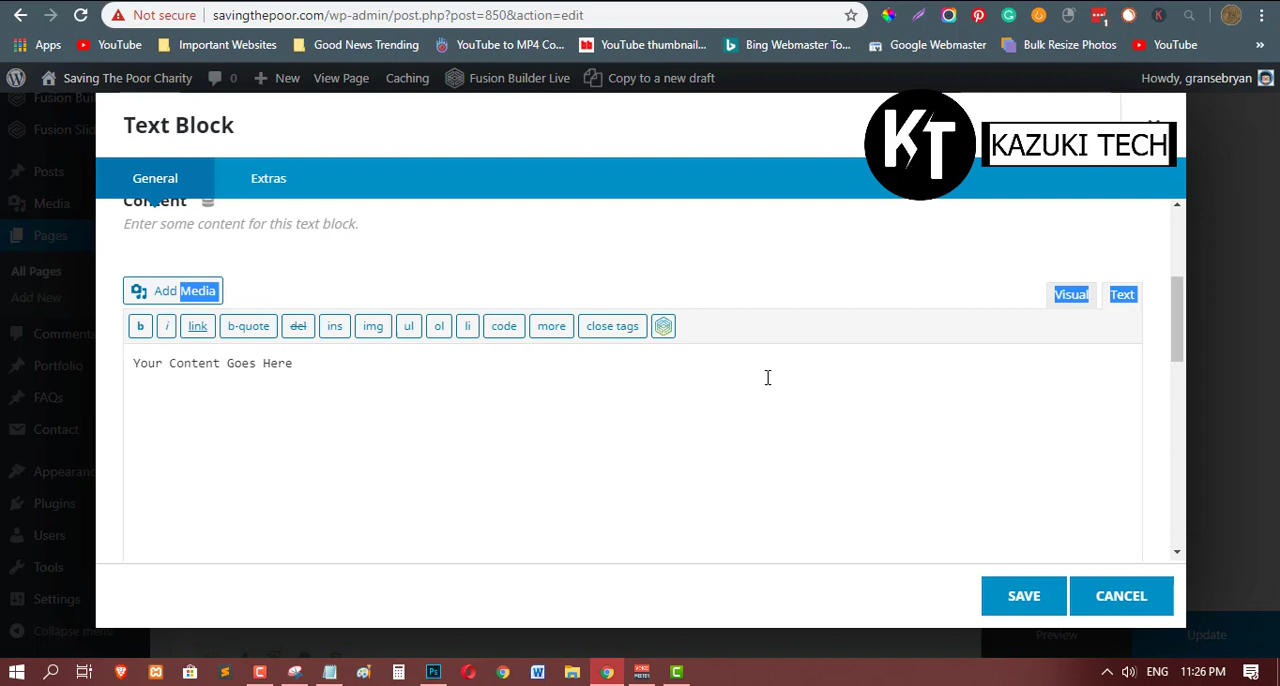 Not secure | savingthepoor.com/wp-admin/post.php?post=850&action=edit
Apps YouTube Important Websites Good News Trending YouTube to MP4 Co... YouTube thumbnail... Bing Webmaster To... Google Webmaster Bulk Resize Photos YouTube »
Saving The Poor Charity 0 New View Page Caching Fusion Builder Live Copy to a new draft Howdy, gransebryan
Fusion
Fusion
Posts
Media
Pages
All Pages
Add New
Comments
Portfolio
FAQs
Contact
Plugins
Users
Tools
Settings
Collapse menu
Text Block
KT KAZUKI TECH
General Extras
Content
Enter some content for this text block.
Add Media Visual Text
b i link b-quote del ins img ul ol li code more close tags
Your Content Goes Here
SAVE CANCEL
Preview Update
ENG 11:26 PM